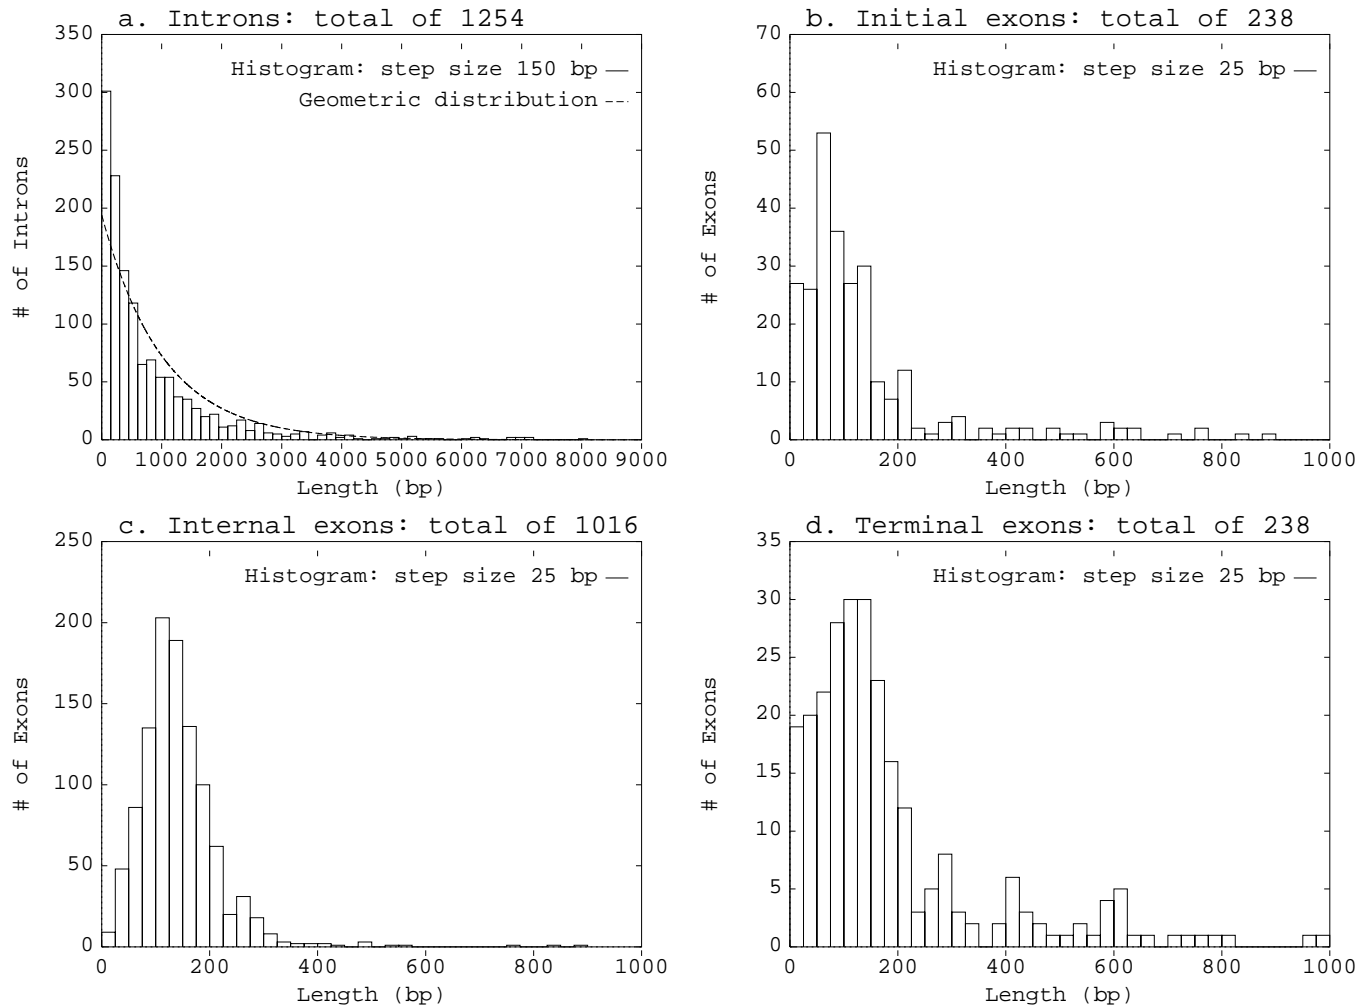 a. Introns: total of 1254
350
300
250
200
150
100
50
0
# of Introns
Histogram: step size 150 bp
Geometric distribution
0 1000 2000 3000 4000 5000 6000 7000 8000 9000
Length (bp)
b. Initial exons: total of 238
70
60
50
40
30
20
10
0
# of Exons
Histogram: step size 25 bp
0 200 400 600 800 1000
Length (bp)
c. Internal exons: total of 1016
250
200
150
100
50
0
# of Exons
Histogram: step size 25 bp
0 200 400 600 800 1000
Length (bp)
d. Terminal exons: total of 238
35
30
25
20
15
10
5
0
# of Exons
Histogram: step size 25 bp
0 200 400 600 800 1000
Length (bp)